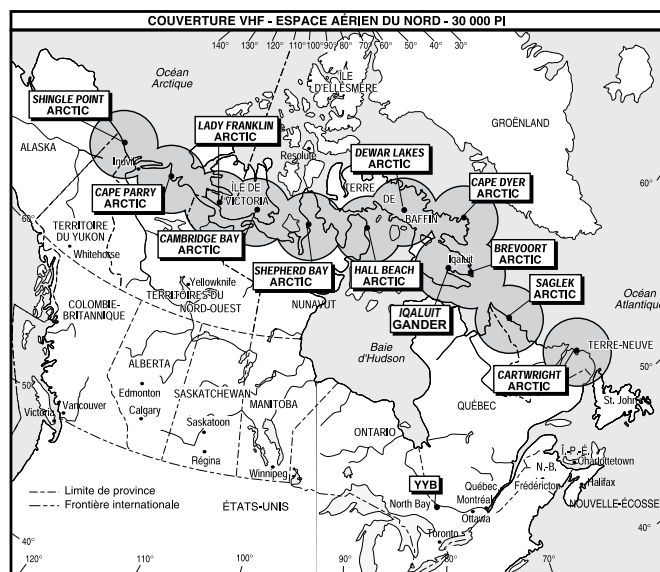 COUVERTURE VHF - ESPACE AÉRIEN DU NORD - 30 000 PI
140° 130° 120° 110° 100° 90° 80° 70° 60° 50° 40° 30°
Océan
Arctique
ÎLE
D'ELLESMERE
GROËNLAND
SHINGLE POINT
ARCTIC
LADY FRANKLIN
ARCTIC
DEWAR LAKES
ARCTIC
ALASKA
Inuvik
Resolute
CAPE PARRY
ARCTIC
ÎLE DE
VICTORIA
TERRE
DE
BAFFIN
CAPE DYER
ARCTIC
60°
60°
TERRITOIRE
DU YUKON
Whitehorse
CAMBRIDGE BAY
ARCTIC
SHEPHERD BAY
ARCTIC
HALL BEACH
ARCTIC
Iqaluit
BREVOORT
ARCTIC
SAGLEK
ARCTIC
Yellowknife
TERRITOIRES DU
NORD-OUEST
NUNAVUT
IQALUIT
GANDER
Océan
Atlantique
COLOMBIE-
BRITANNIQUE
Baie
d'Hudson
TERRE-NEUVE
CARTWRIGHT
ARCTIC
50°
50°
ALBERTA
Edmonton
Calgary
SASKATCHEWAN
Saskatoon
Régina
MANITOBA
Winnipeg
Victoria
Vancouver
ONTARIO
QUÉBEC
St. John's
YYB
North Bay
Québec
Montréal
Ottawa
Toronto
N.-B.
Frédéricton
Î.-P.-É.
Charlottetown
Halifax
NOUVELLE-ÉCOSSE
Limite de province
Frontière internationale
ÉTATS-UNIS
40°
40°
120° 110° 100° 90° 80° 70°